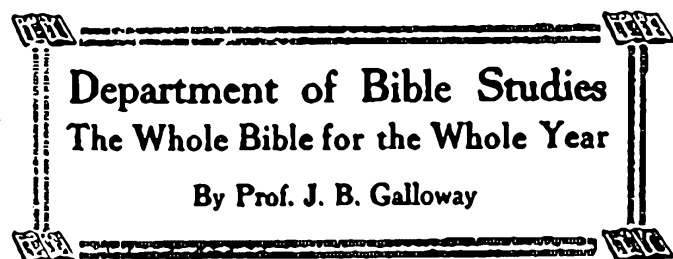 Department of Bible Studies
The Whole Bible for the Whole Year
By Prof. J. B. Galloway